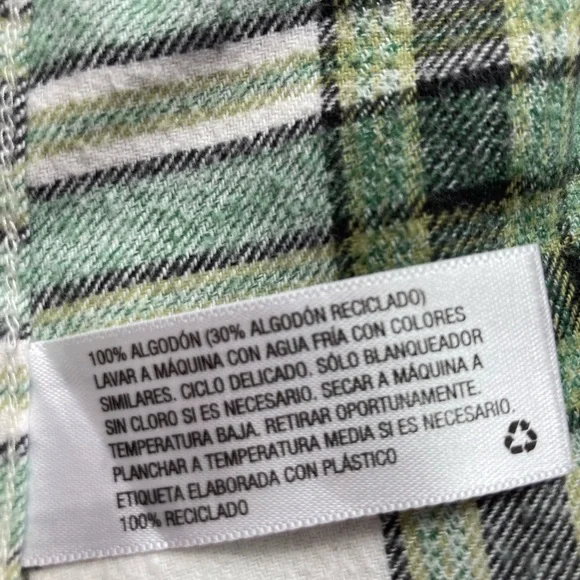 100% ALGODÓN (30% ALGODÓN RECICLADO)
LAVAR A MÁQUINA CON AGUA FRÍA CON COLORES
SIMILARES. CICLO DELICADO. SÓLO BLANQUEADOR
SIN CLORO SI ES NECESARIO. SECAR A MÁQUINA A
TEMPERATURA BAJA. RETIRAR OPORTUNAMENTE.
PLANCHAR A TEMPERATURA MEDIA SI ES NECESARIO.
ETIQUETA ELABORADA CON PLÁSTICO
100% RECICLADO